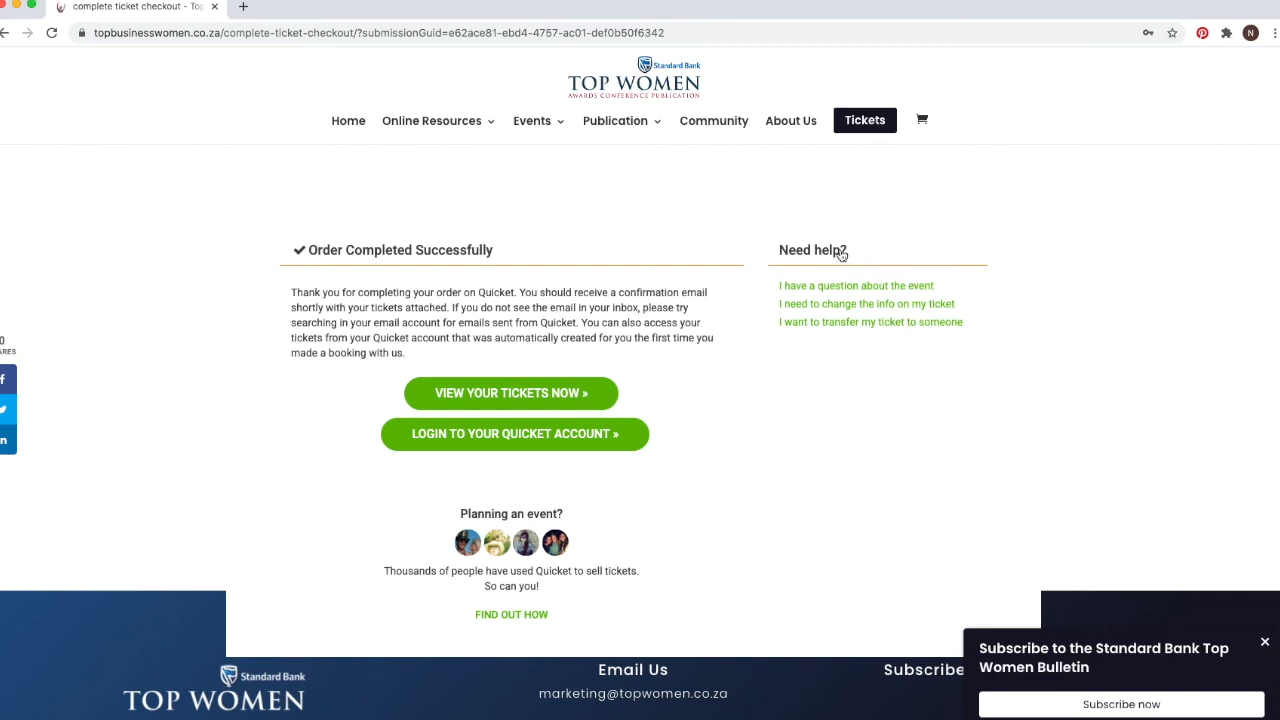 complete ticket checkout - Top
topbusinesswomen.co.za/complete-ticket-checkout/?submissionGuid=e62ace81-ebd4-4757-ac01-def0b50f6342
N
Standard Bank
TOP WOMEN
AWARDS CONFERENCE PUBLICATION
Home
Online Resources
Events
Publication
Community
About Us
Tickets
Order Completed Successfully
Thank you for completing your order on Quicket. You should receive a confirmation email
shortly with your tickets attached. If you do not see the email in your inbox, please try
searching in your email account for emails sent from Quicket. You can also access your
tickets from your Quicket account that was automatically created for you the first time you
made a booking with us.
VIEW YOUR TICKETS NOW »
LOGIN TO YOUR QUICKET ACCOUNT »
Need help?
I have a question about the event
I need to change the info on my ticket
I want to transfer my ticket to someone
0
ARES
Planning an event?
Thousands of people have used Quicket to sell tickets.
So can you!
FIND OUT HOW
Standard Bank
TOP WOMEN
Email Us
marketing@topwomen.co.za
Subscribe
Subscribe to the Standard Bank Top
Women Bulletin
Subscribe now